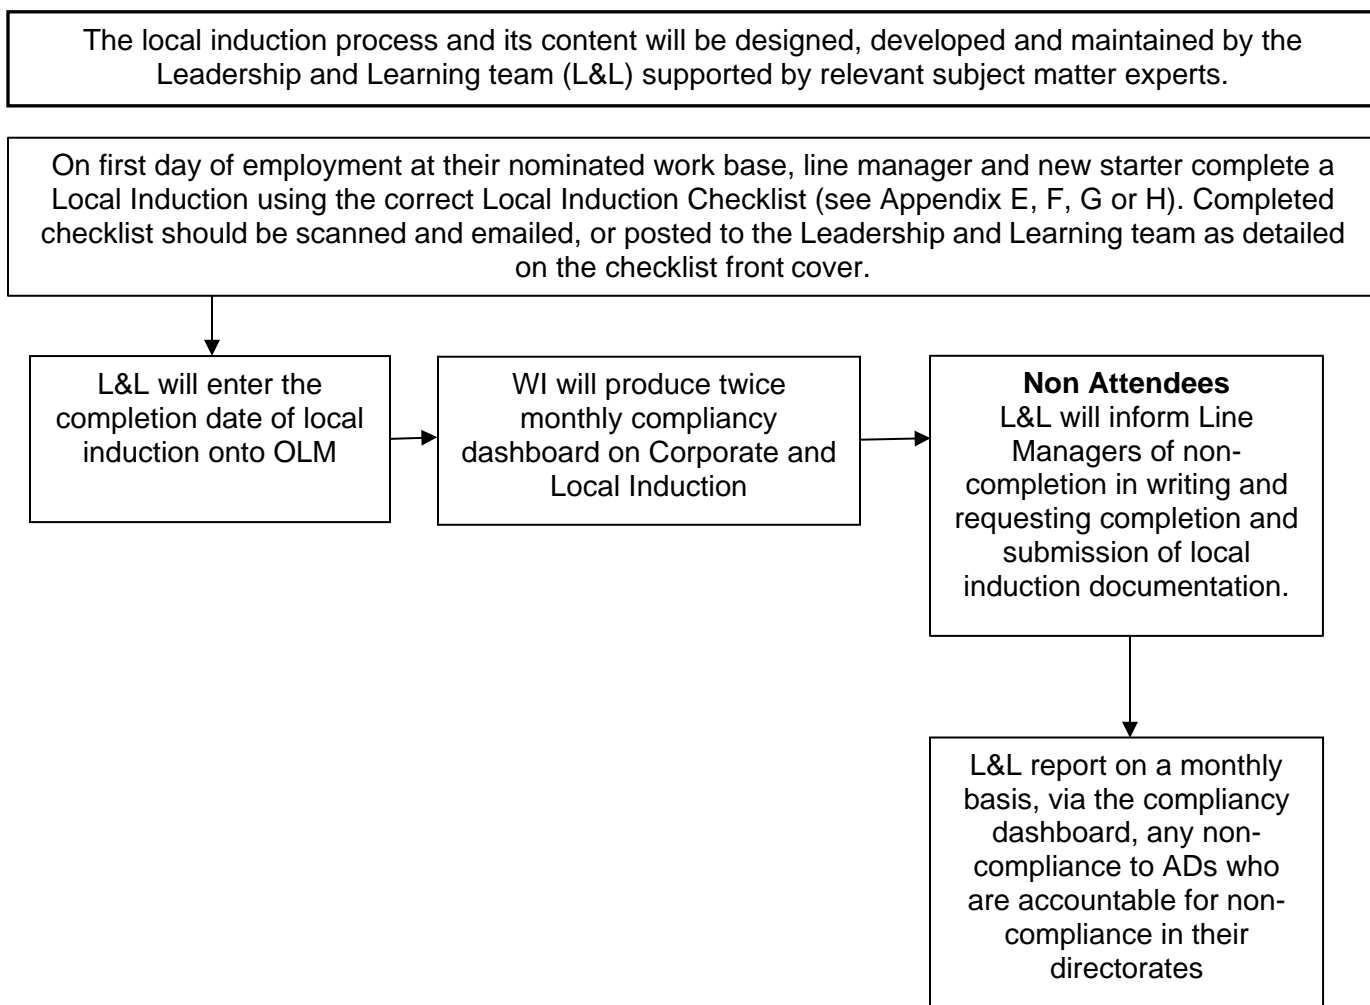 The local induction process and its content will be designed, developed and maintained by the
Leadership and Learning team (L&L) supported by relevant subject matter experts.
On first day of employment at their nominated work base, line manager and new starter complete a
Local Induction using the correct Local Induction Checklist (see Appendix E, F, G or H). Completed
checklist should be scanned and emailed, or posted to the Leadership and Learning team as detailed
on the checklist front cover.
L&L will enter the
completion date of local
induction onto OLM
WI will produce twice
monthly compliancy
dashboard on Corporate and
Local Induction
Non Attendees
L&L will inform Line
Managers of non-
completion in writing and
requesting completion and
submission of local
induction documentation.
L&L report on a monthly
basis, via the compliancy
dashboard, any non-
compliance to ADs who
are accountable for non-
compliance in their
directorates